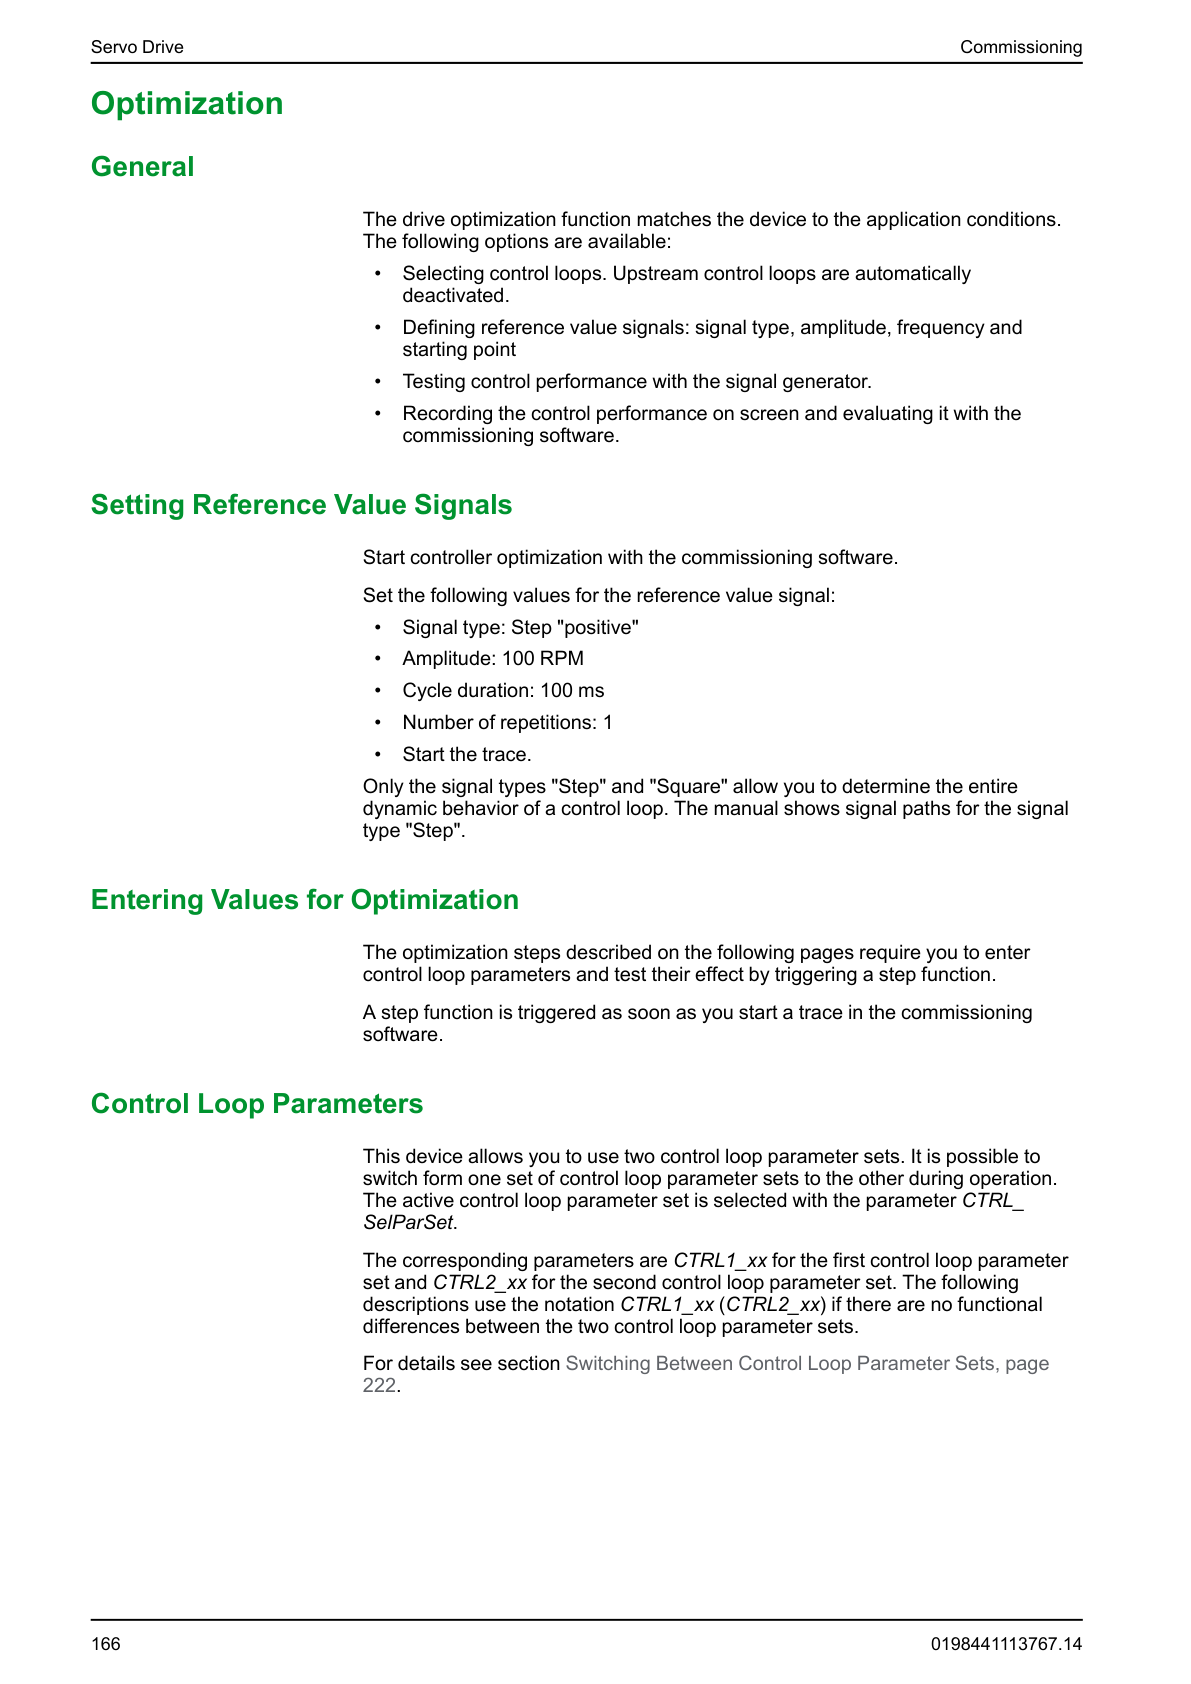 Servo Drive
Commissioning
Optimization
General
The drive optimization function matches the device to the application conditions.
The following options are available:
• Selecting control loops. Upstream control loops are automatically
deactivated.
• Defining reference value signals: signal type, amplitude, frequency and
starting point
• Testing control performance with the signal generator.
• Recording the control performance on screen and evaluating it with the
commissioning software.
Setting Reference Value Signals
Start controller optimization with the commissioning software.
Set the following values for the reference value signal:
• Signal type: Step "positive"
• Amplitude: 100 RPM
• Cycle duration: 100 ms
• Number of repetitions: 1
• Start the trace.
Only the signal types "Step" and "Square" allow you to determine the entire
dynamic behavior of a control loop. The manual shows signal paths for the signal
type "Step".
Entering Values for Optimization
The optimization steps described on the following pages require you to enter
control loop parameters and test their effect by triggering a step function.
A step function is triggered as soon as you start a trace in the commissioning
software.
Control Loop Parameters
This device allows you to use two control loop parameter sets. It is possible to
switch form one set of control loop parameter sets to the other during operation.
The active control loop parameter set is selected with the parameter CTRL_
SelParSet.
The corresponding parameters are CTRL1_xx for the first control loop parameter
set and CTRL2_xx for the second control loop parameter set. The following
descriptions use the notation CTRL1_xx (CTRL2_xx) if there are no functional
differences between the two control loop parameter sets.
For details see section Switching Between Control Loop Parameter Sets, page
222.
166
0198441113767.14